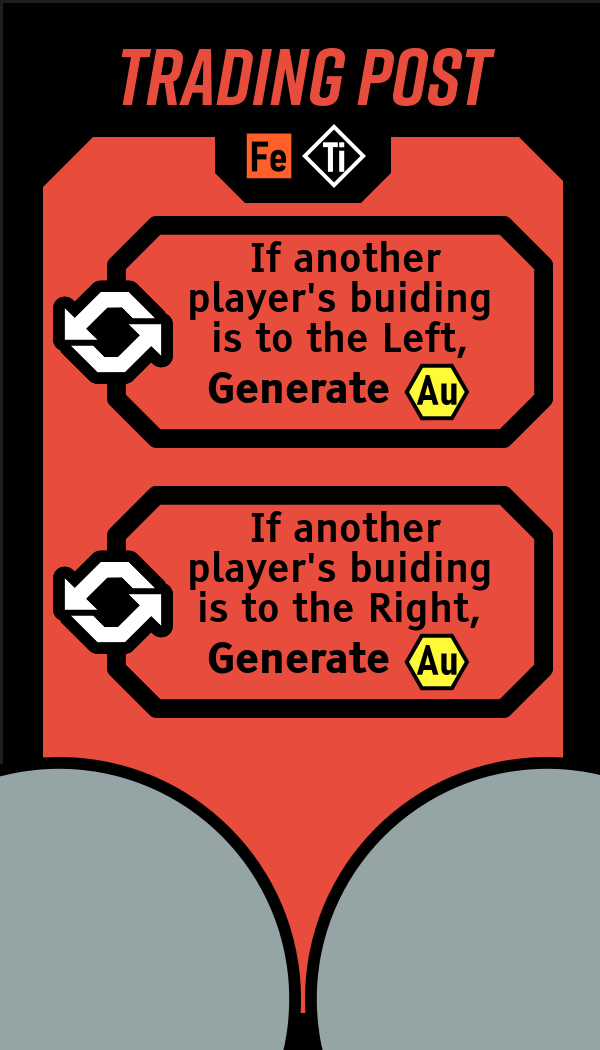 TRADING POST
Fe Ti
If another
player's buiding
is to the Left,
Generate Au
If another
player's buiding
is to the Right,
Generate Au